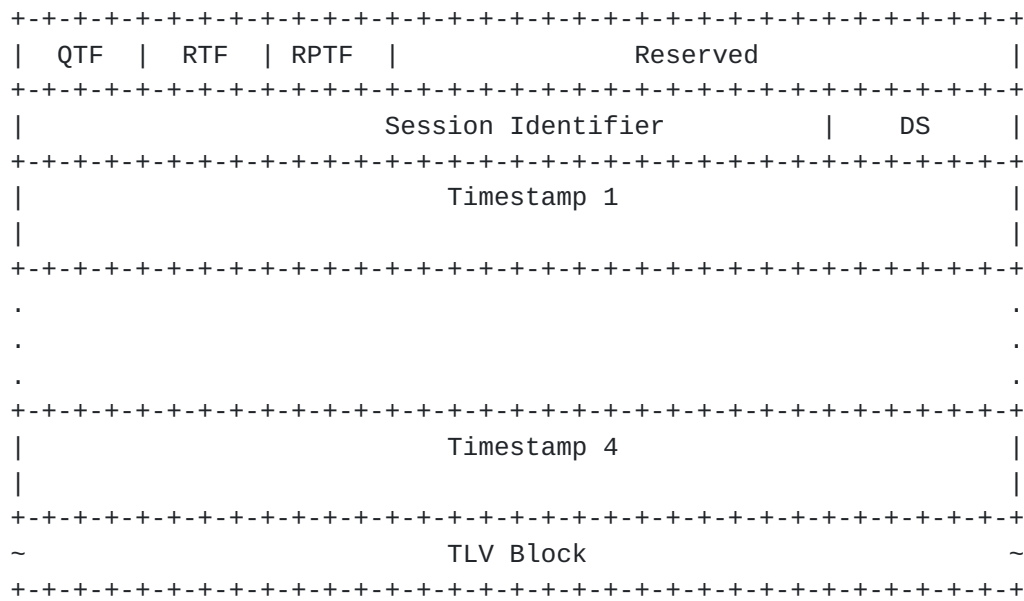 +-+-+-+-+-+-+-+-+-+-+-+-+-+-+-+-+-+-+-+-+-+-+-+-+-+-+-+-+-+-+-+-+
|  QTF  |  RTF  | RPTF  |               Reserved                |
+-+-+-+-+-+-+-+-+-+-+-+-+-+-+-+-+-+-+-+-+-+-+-+-+-+-+-+-+-+-+-+-+
|                       Session Identifier          |    DS     |
+-+-+-+-+-+-+-+-+-+-+-+-+-+-+-+-+-+-+-+-+-+-+-+-+-+-+-+-+-+-+-+-+
|                           Timestamp 1                         |
|                                                               |
+-+-+-+-+-+-+-+-+-+-+-+-+-+-+-+-+-+-+-+-+-+-+-+-+-+-+-+-+-+-+-+-+
.                                                               .
.                                                               .
.                                                               .
+-+-+-+-+-+-+-+-+-+-+-+-+-+-+-+-+-+-+-+-+-+-+-+-+-+-+-+-+-+-+-+-+
|                           Timestamp 4                         |
|                                                               |
+-+-+-+-+-+-+-+-+-+-+-+-+-+-+-+-+-+-+-+-+-+-+-+-+-+-+-+-+-+-+-+-+
~                           TLV Block                           ~
+-+-+-+-+-+-+-+-+-+-+-+-+-+-+-+-+-+-+-+-+-+-+-+-+-+-+-+-+-+-+-+-+